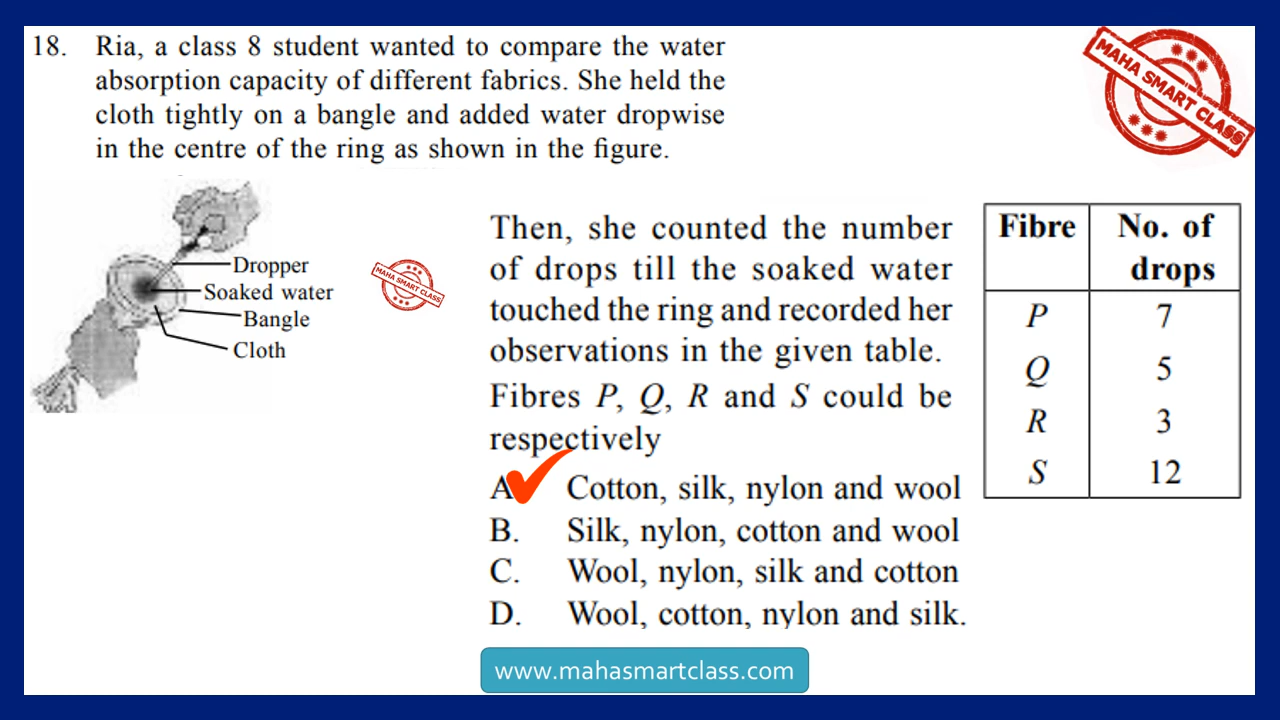 18. Ria, a class 8 student wanted to compare the water
absorption capacity of different fabrics. She held the
cloth tightly on a bangle and added water dropwise
in the centre of the ring as shown in the figure.
MAHA SMART CLASS
Dropper
Soaked water
Bangle
Cloth
MAHA SMART CLASS
Then, she counted the number
of drops till the soaked water
touched the ring and recorded her
observations in the given table.
Fibres P, Q, R and S could be
respectively
A. Cotton, silk, nylon and wool
B. Silk, nylon, cotton and wool
C. Wool, nylon, silk and cotton
D. Wool, cotton, nylon and silk.
Fibre No. of
drops
P 7
Q 5
R 3
S 12
www.mahasmartclass.com